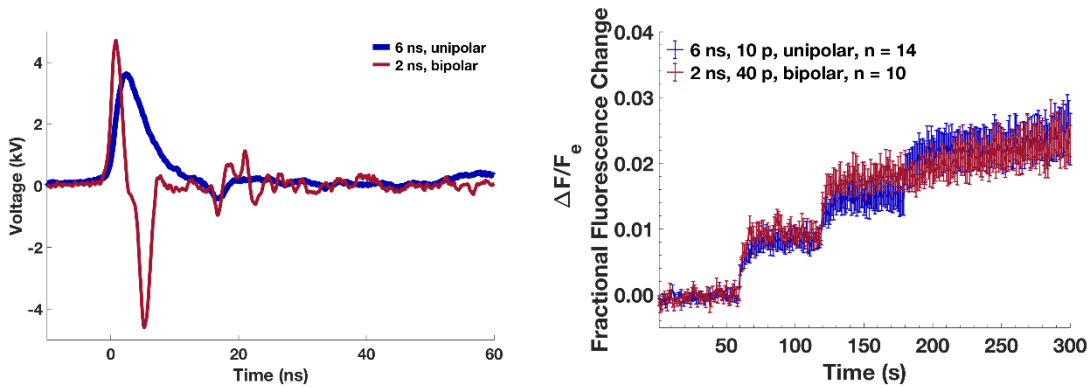 6 ns, unipolar
2 ns, bipolar
Voltage (kV)
4
2
0
-2
-4
0
20
40
60
Time (ns)
6 ns, 10 p, unipolar, n = 14
2 ns, 40 p, bipolar, n = 10
Fractional Fluorescence Change
ΔF/Fₑ
0.04
0.03
0.02
0.01
0.00
50
100
150
200
250
300
Time (s)